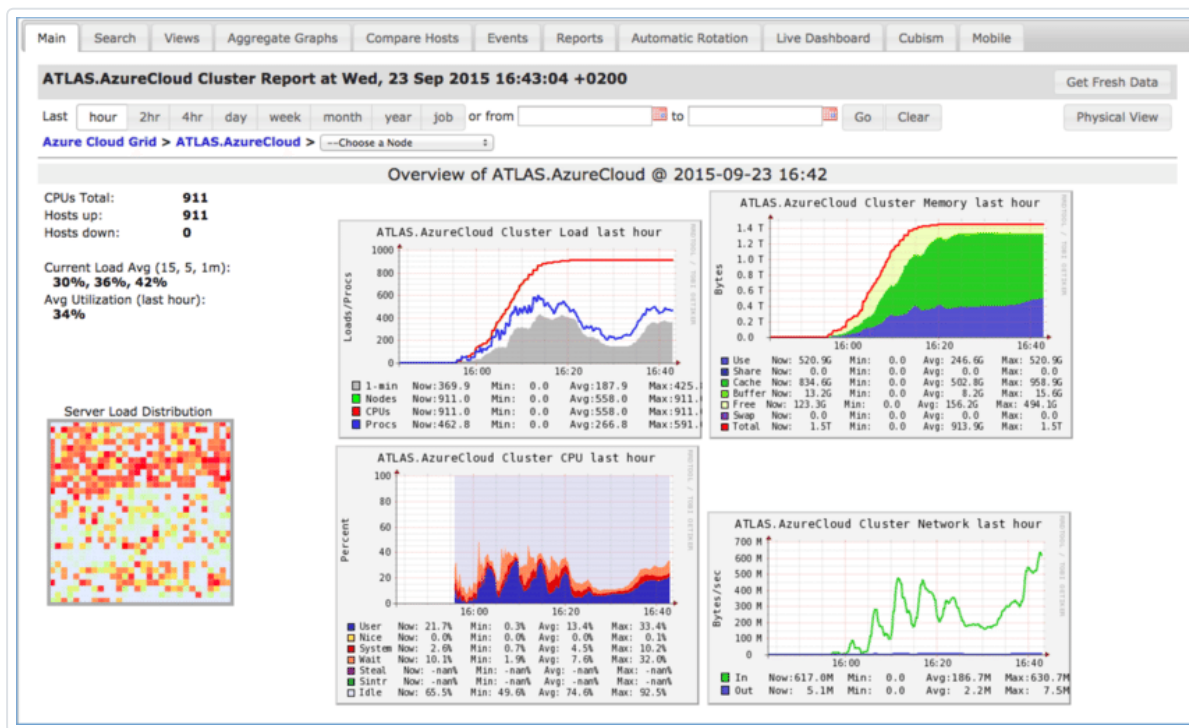 Main Search Views Aggregate Graphs Compare Hosts Events Reports Automatic Rotation Live Dashboard Cubism Mobile
ATLAS.AzureCloud Cluster Report at Wed, 23 Sep 2015 16:43:04 +0200
Get Fresh Data
Last hour 2hr 4hr day week month year job or from to Go Clear
Physical View
Azure Cloud Grid > ATLAS.AzureCloud > --Choose a Node
Overview of ATLAS.AzureCloud @ 2015-09-23 16:42
CPUs Total: 911
Hosts up: 911
Hosts down: 0
Current Load Avg (15, 5, 1m):
30%, 36%, 42%
Avg Utilization (last hour):
34%
Server Load Distribution
ATLAS.AzureCloud Cluster Load last hour
RRDTOOL / TOBI OETIKER
Loads/Procs
1000
800
600
400
200
0
16:00 16:20 16:40
1-min Now:369.9 Min: 0.0 Avg:187.9 Max:425.
Nodes Now:911.0 Min: 0.0 Avg:558.0 Max:911.
CPUs Now:911.0 Min: 0.0 Avg:558.0 Max:911.
Procs Now:462.8 Min: 0.0 Avg:266.8 Max:591.
ATLAS.AzureCloud Cluster Memory last hour
RRDTOOL / TOBI OETIKER
Bytes
1.4 T
1.2 T
1.0 T
0.8 T
0.6 T
0.4 T
0.2 T
0.0
16:00 16:20 16:40
Use Now: 520.9G Min: 0.0 Avg: 246.6G Max: 520.9G
Share Now: 0.0 Min: 0.0 Avg: 0.0 Max: 0.0
Cache Now: 834.6G Min: 0.0 Avg: 502.8G Max: 958.9G
Buffer Now: 13.2G Min: 0.0 Avg: 8.2G Max: 15.6G
Free Now: 123.3G Min: 0.0 Avg: 156.2G Max: 494.1G
Swap Now: 0.0 Min: 0.0 Avg: 0.0 Max: 0.0
Total Now: 1.5T Min: 0.0 Avg: 913.9G Max: 1.5T
ATLAS.AzureCloud Cluster CPU last hour
RRDTOOL / TOBI OETIKER
Percent
100
80
60
40
20
0
16:00 16:20 16:40
User Now: 21.7% Min: 0.3% Avg: 13.4% Max: 33.4%
Nice Now: 0.0% Min: 0.0% Avg: 0.0% Max: 0.1%
System Now: 2.6% Min: 0.7% Avg: 4.5% Max: 10.2%
Wait Now: 10.1% Min: 1.9% Avg: 7.6% Max: 32.0%
Steal Now: -nan% Min: -nan% Avg: -nan% Max: -nan%
Sintr Now: -nan% Min: -nan% Avg: -nan% Max: -nan%
Idle Now: 65.5% Min: 49.6% Avg: 74.6% Max: 92.5%
ATLAS.AzureCloud Cluster Network last hour
RRDTOOL / TOBI OETIKER
Bytes/sec
700 M
600 M
500 M
400 M
300 M
200 M
100 M
0
16:00 16:20 16:40
In Now:617.0M Min: 0.0 Avg:186.7M Max:630.7M
Out Now: 5.1M Min: 0.0 Avg: 2.2M Max: 7.5M